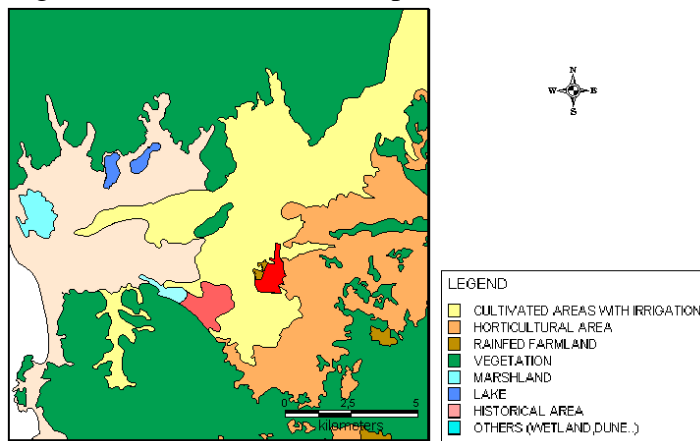 N
W E
S
0 2,5 5
kilometers
LEGEND
CULTIVATED AREAS WITH IRRIGATION
HORTICULTURAL AREA
RAINFED FARMLAND
VEGETATION
MARSHLAND
LAKE
HISTORICAL AREA
OTHERS (WETLAND,DUNE..)